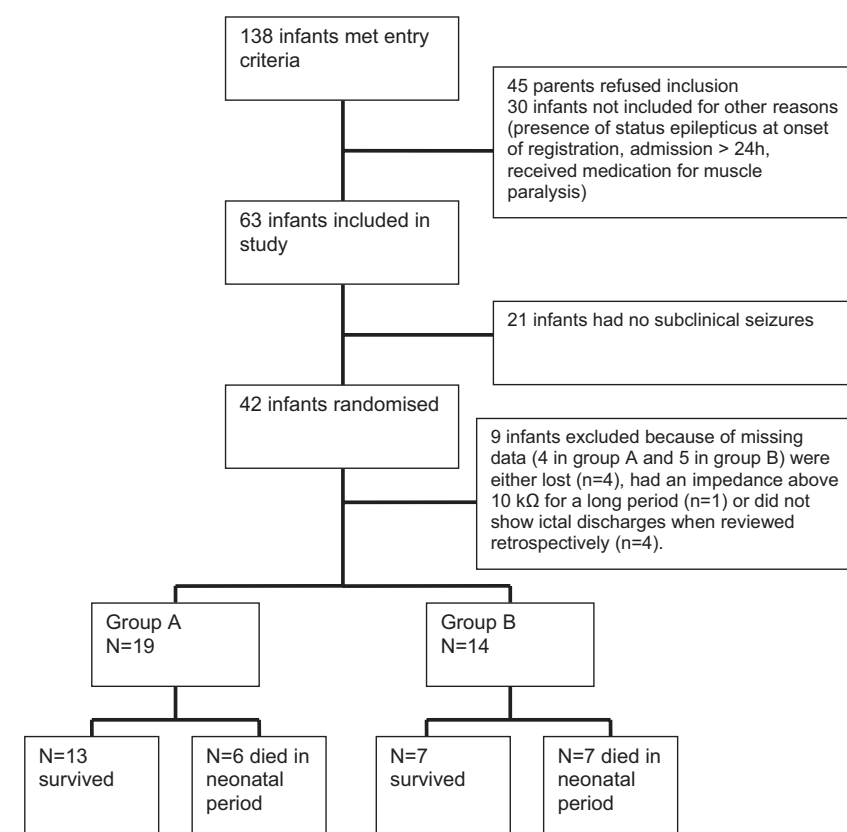 138 infants met entry
criteria
45 parents refused inclusion
30 infants not included for other reasons
(presence of status epilepticus at onset
of registration, admission > 24h,
received medication for muscle
paralysis)
63 infants included in
study
21 infants had no subclinical seizures
42 infants randomised
9 infants excluded because of missing
data (4 in group A and 5 in group B) were
either lost (n=4), had an impedance above
10 kΩ for a long period (n=1) or did not
show ictal discharges when reviewed
retrospectively (n=4).
Group A
N=19
Group B
N=14
N=13
survived
N=6 died in
neonatal
period
N=7
survived
N=7 died in
neonatal
period